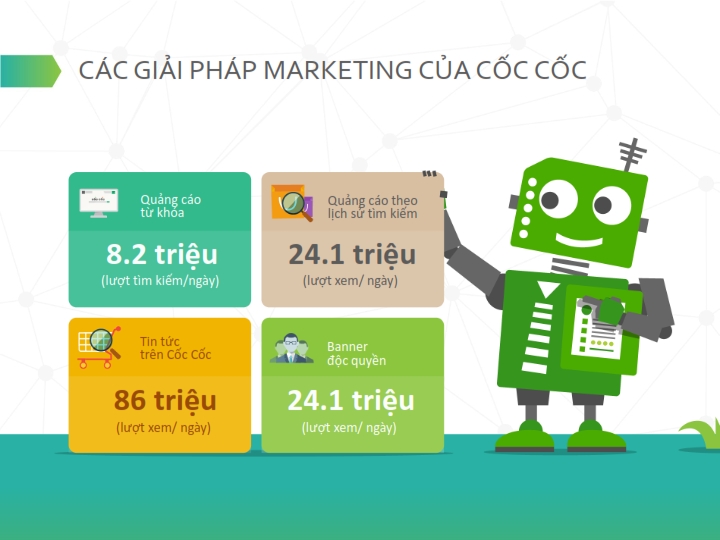 CÁC GIẢI PHÁP MARKETING CỦA CỐC CỐC
Quảng cáo
từ khóa
8.2 triệu
(lượt tìm kiếm/ngày)
Quảng cáo theo
lịch sử tìm kiếm
24.1 triệu
(lượt xem/ ngày)
Tin tức
trên Cốc Cốc
86 triệu
(lượt xem/ ngày)
Banner
độc quyền
24.1 triệu
(lượt xem/ ngày)